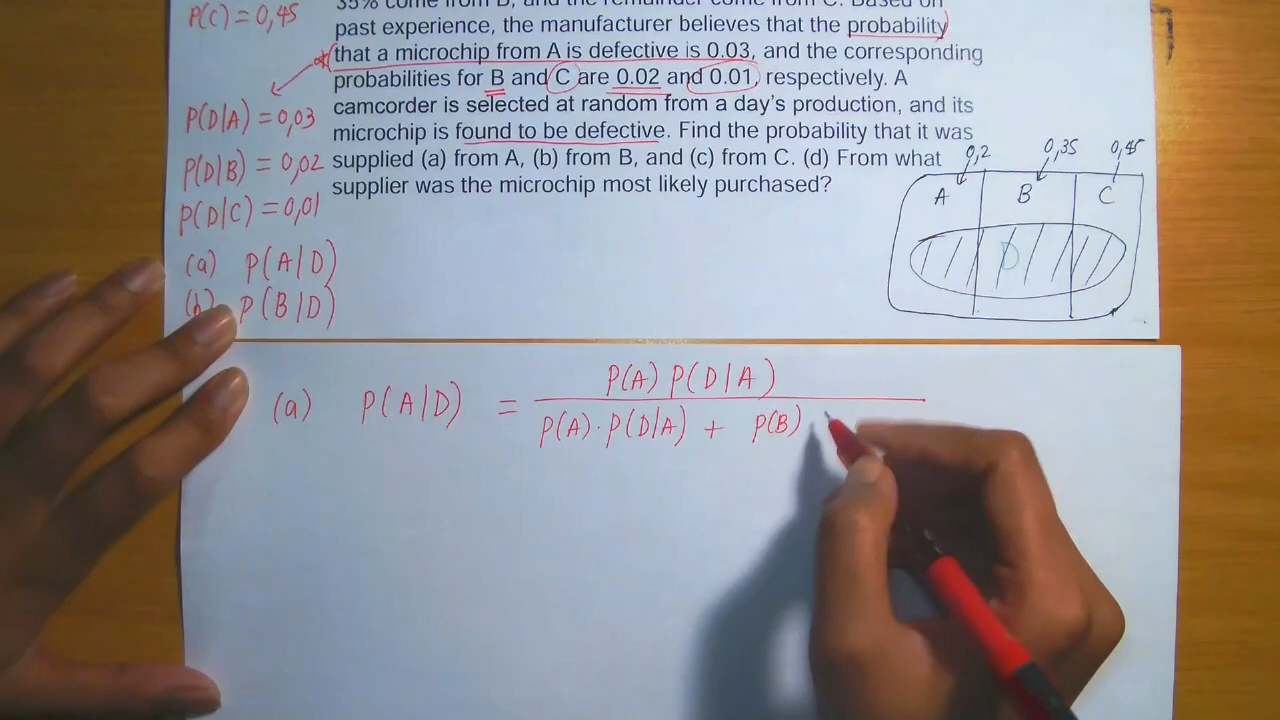 P(C) = 0,45
35% come from B, and the remainder come from C. Based on
past experience, the manufacturer believes that the probability
that a microchip from A is defective is 0.03, and the corresponding
probabilities for B and C are 0.02 and 0.01, respectively. A
camcorder is selected at random from a day's production, and its
microchip is found to be defective. Find the probability that it was
supplied (a) from A, (b) from B, and (c) from C. (d) From what
supplier was the microchip most likely purchased?
P(D|A) = 0,03
P(D|B) = 0,02
P(D|C) = 0,01
(a) P(A|D)
(b) P(B|D)
0,2 0,35 0,45
A B C
D
(a) P(A|D) = P(A) P(D|A)
P(A)·P(D|A) + P(B)